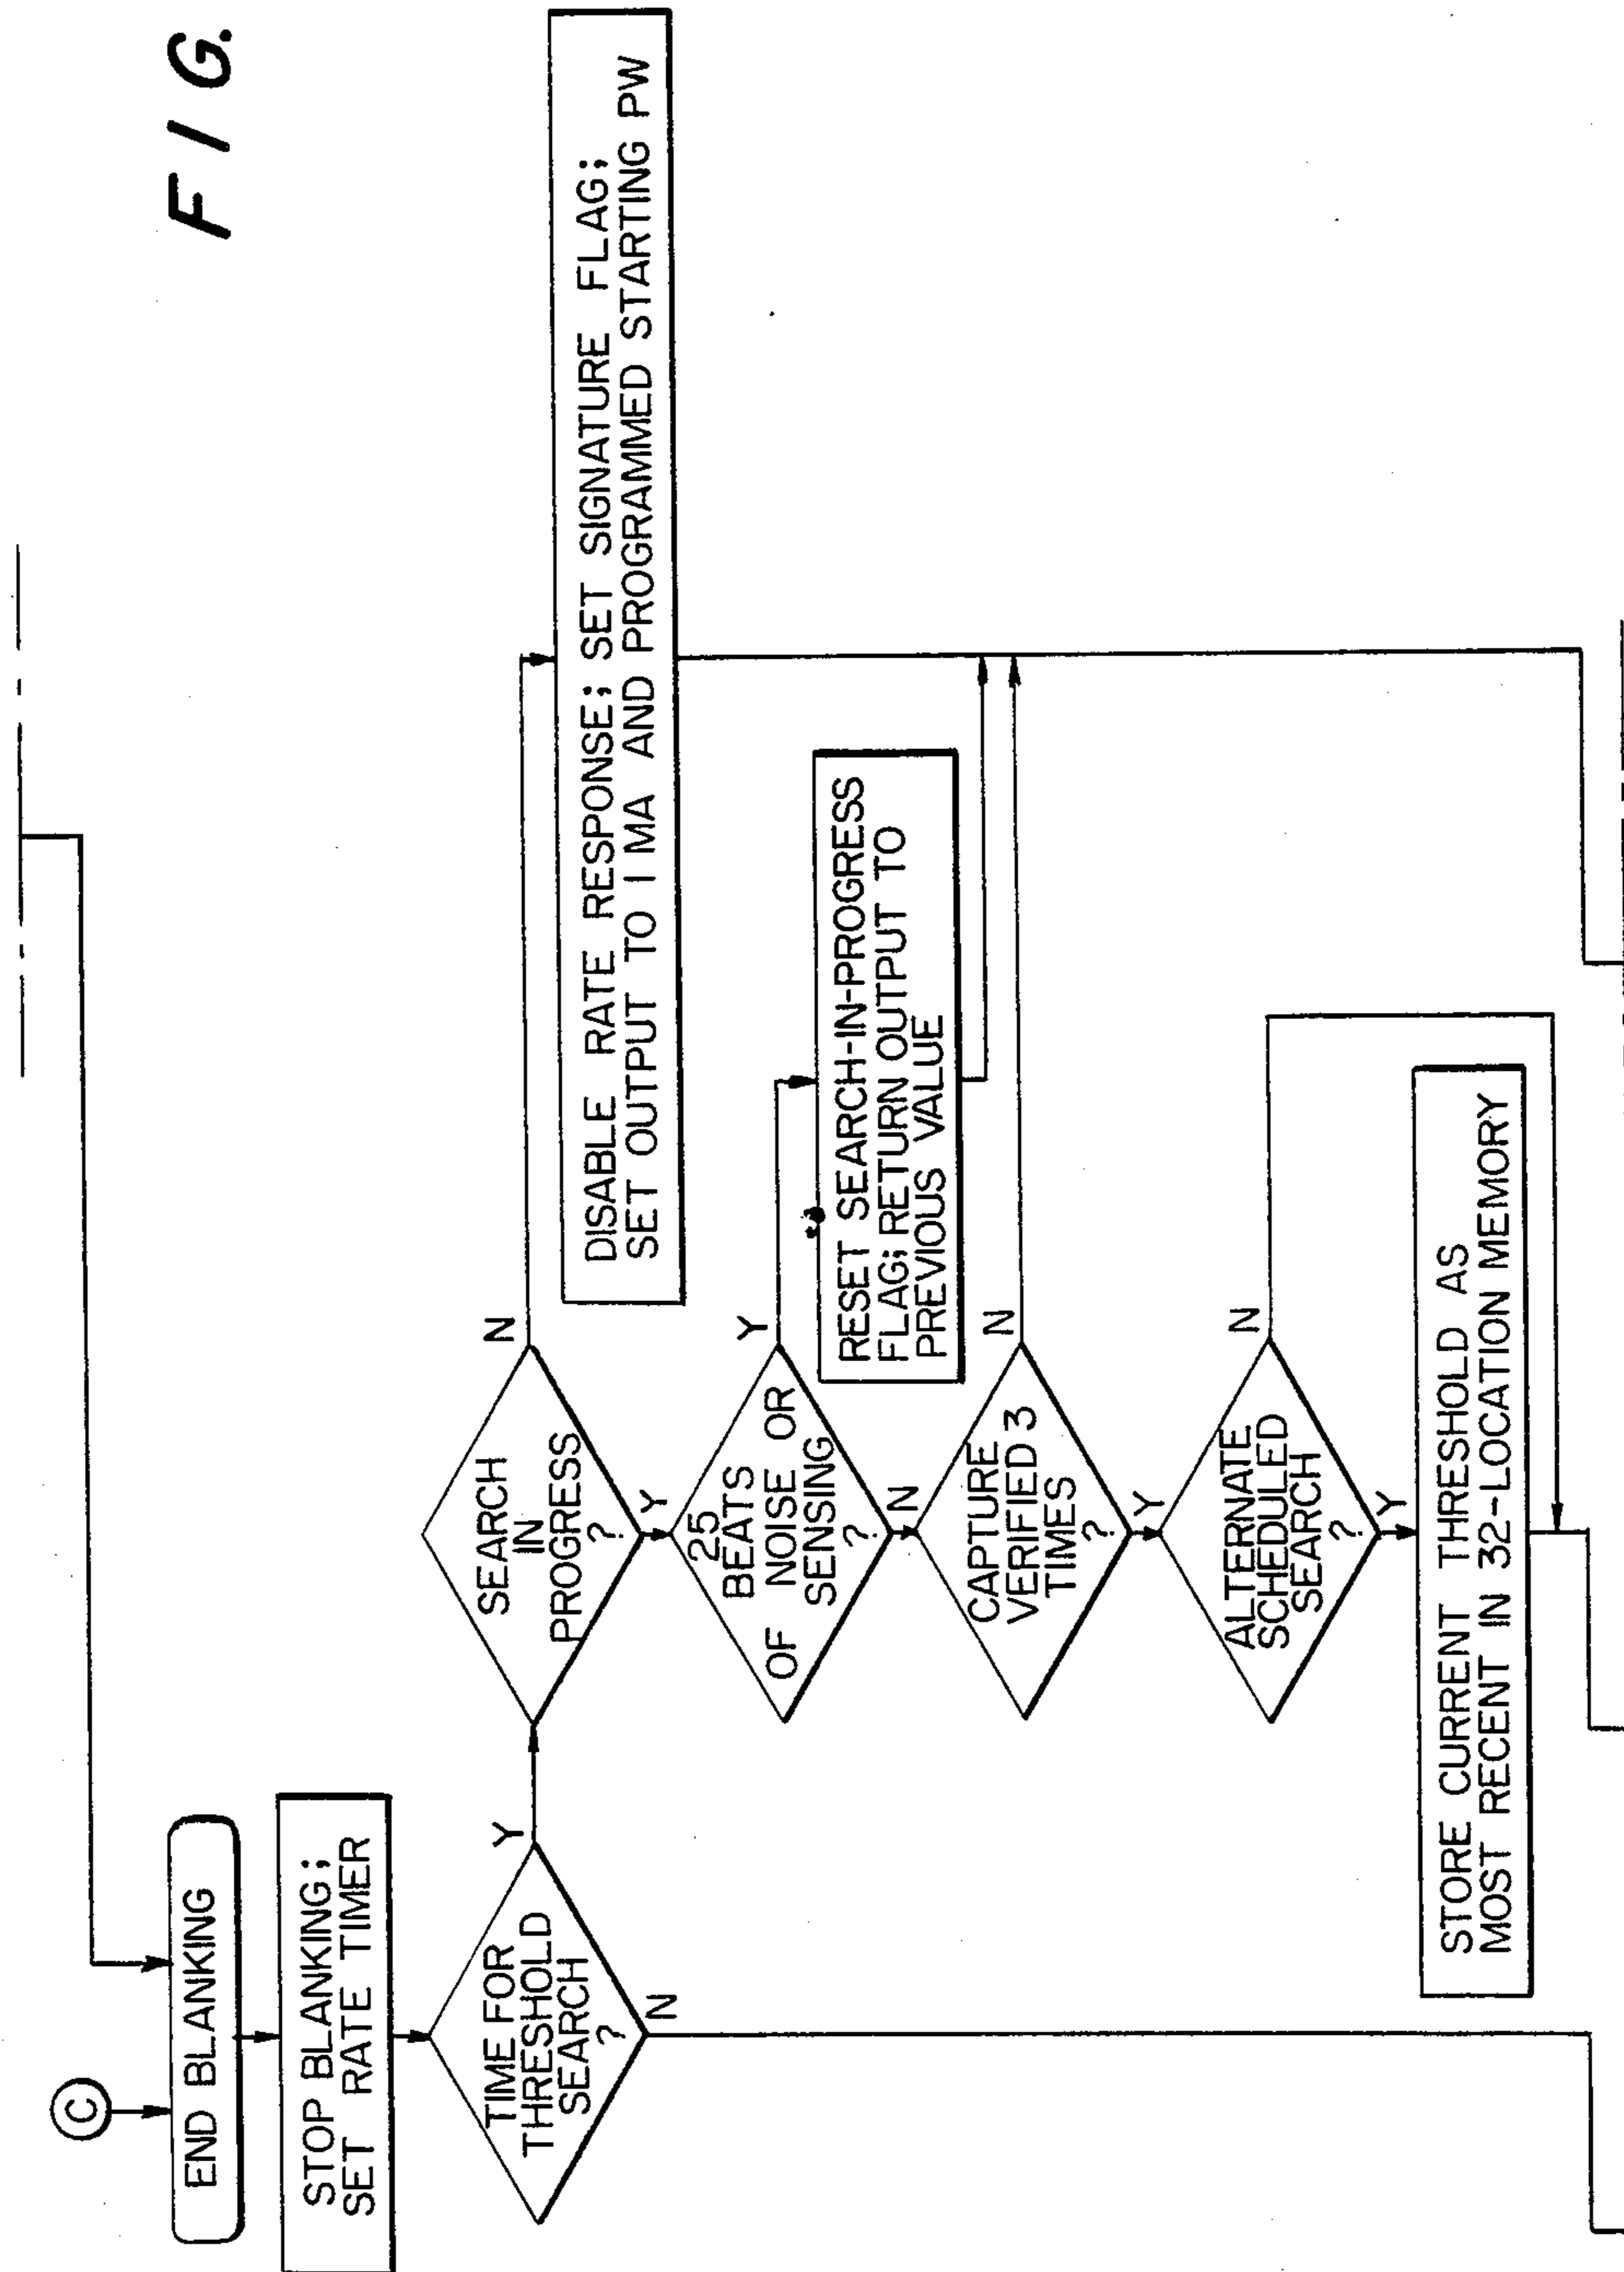 FIG.
C
END BLANKING
STOP BLANKING;
SET RATE TIMER
TIME FOR
THRESHOLD
SEARCH
?
Y
N
SEARCH
IN
PROGRESS
?
N
Y
DISABLE RATE RESPONSE; SET SIGNATURE FLAG;
SET OUTPUT TO I MA AND PROGRAMMED STARTING PW
25
BEATS
OF NOISE OR
SENSING
?
Y
N
RESET SEARCH-IN-PROGRESS
FLAG; RETURN OUTPUT TO
PREVIOUS VALUE
CAPTURE
VERIFIED 3
TIMES
?
N
Y
ALTERNATE
SCHEDULED
SEARCH
?
N
Y
STORE CURRENT THRESHOLD AS
MOST RECENT IN 32-LOCATION MEMORY